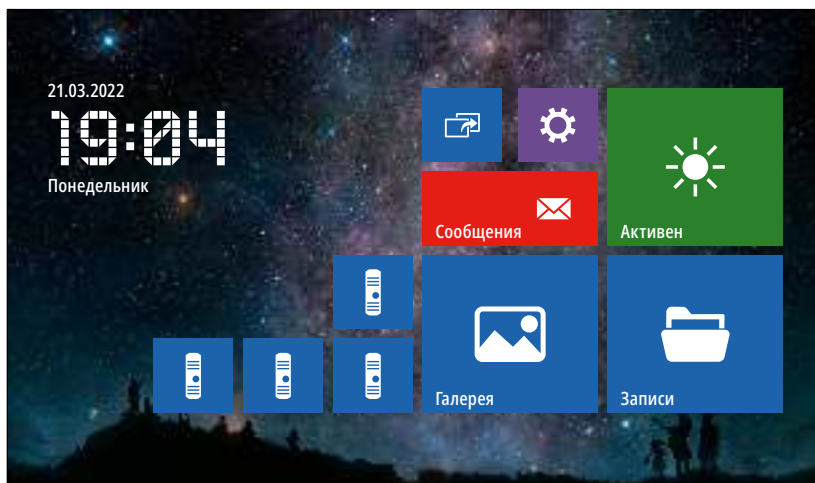 21.03.2022
19:04
Понедельник
Сообщения
Активен
Галерея
Записи